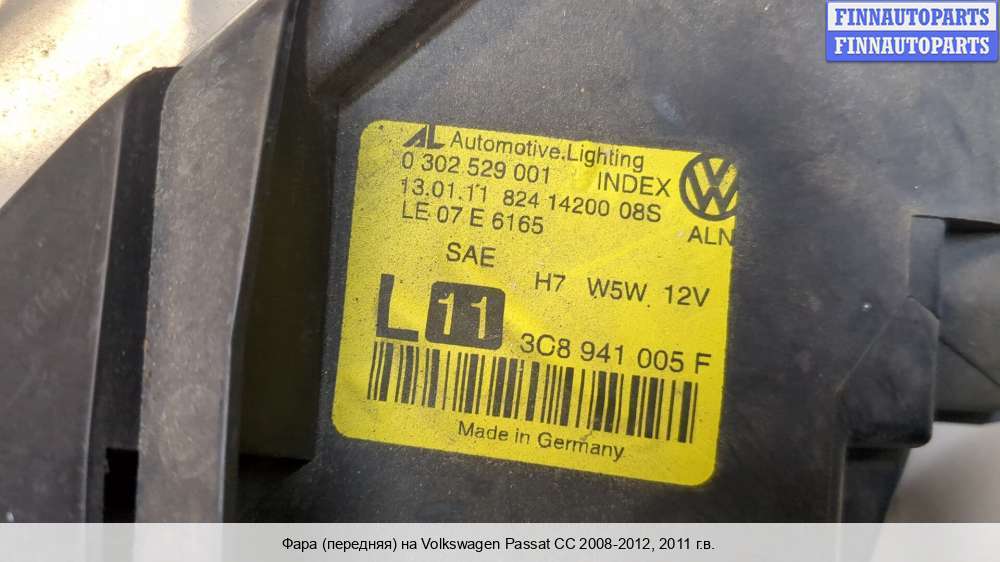 FINNAUTOPARTS
FINNAUTOPARTS
AL Automotive.Lighting
0 302 529 001 INDEX
13.01.11 824 14200 08S
LE 07 E 6165
ALN
SAE H7 W5W 12V
L 11
3C8 941 005 F
Made in Germany
Фара (передняя) на Volkswagen Passat CC 2008-2012, 2011 г.в.